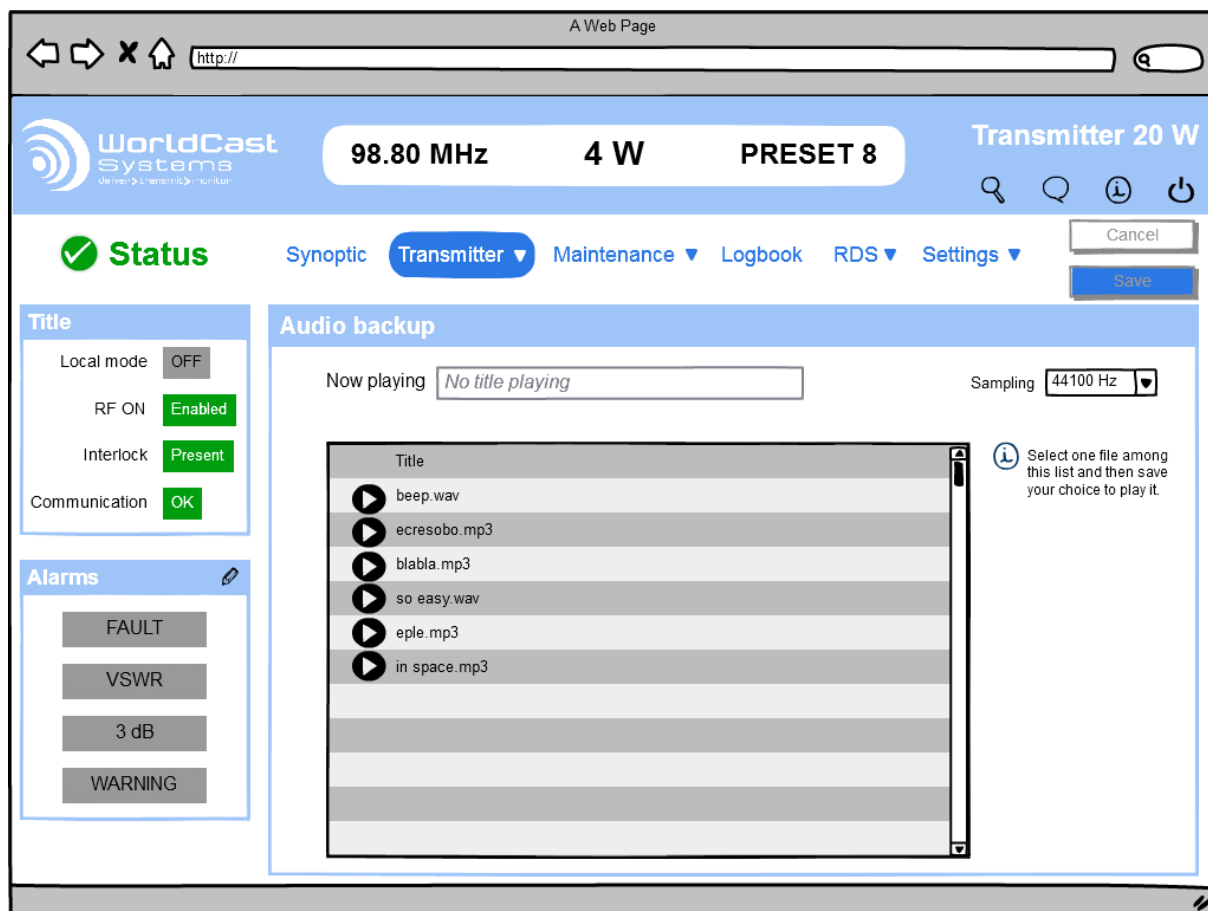 A Web Page
http://
WorldCast
Systems
deliver>transmit>monitor
98.80 MHz 4 W PRESET 8
Transmitter 20 W
Status
Synoptic Transmitter ▼ Maintenance ▼ Logbook RDS ▼ Settings ▼
Cancel
Save
Title
Local mode OFF
RF ON Enabled
Interlock Present
Communication OK
Alarms
FAULT
VSWR
3 dB
WARNING
Audio backup
Now playing No title playing
Sampling 44100 Hz
Title
beep.wav
ecresobo.mp3
blabla.mp3
so easy.wav
eple.mp3
in space.mp3
Select one file among
this list and then save
your choice to play it.